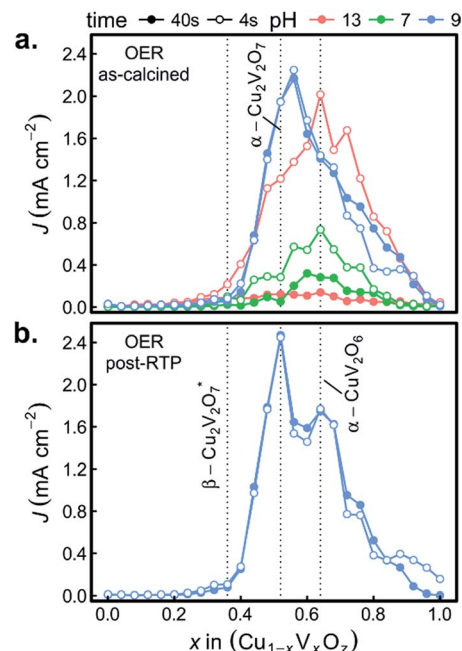 time 40s 4s pH 13 7 9
a.
OER
as-calcined
α – Cu₂V₂O₇
J (mA cm⁻²)
2.4
2.0
1.6
1.2
0.8
0.4
0.0
b.
OER
post-RTP
β – Cu₂V₂O₇*
α – CuV₂O₆
J (mA cm⁻²)
2.4
2.0
1.6
1.2
0.8
0.4
0.0
0.0 0.2 0.4 0.6 0.8 1.0
x in (Cu₁₋ₓVₓO_z)